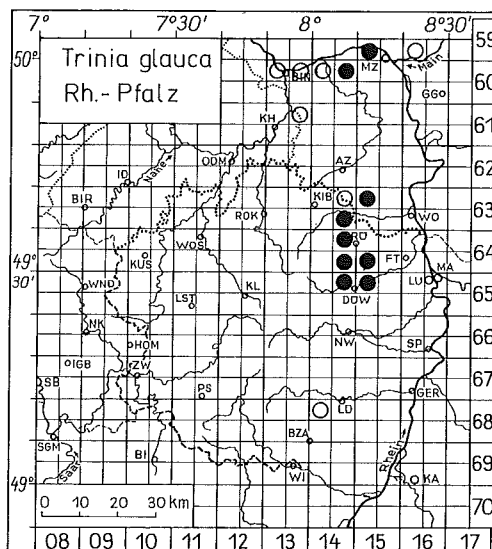 7° 7°30' 8° 8°30'
Trinia glauca
Rh.-Pfalz
50°
59
MZ
Main
BIN
60
GG
KH
61
ODM
AZ
ID
Nahe
62
BIR
KIB
ROK
WO
63
WOS
DÜ
KUS
FT
64
49°
30'
WND
KL
MA
LU
LST
DÜW
65
NK
HOM
NW
SP
66
IGB
ZW
SB
PS
GER
67
LD
SGM
BZA
68
BI
Saar
WI
Rhein
KA
69
49°
0 10 20 30
km
70
08 09 10 11 12 13 14 15 16 17